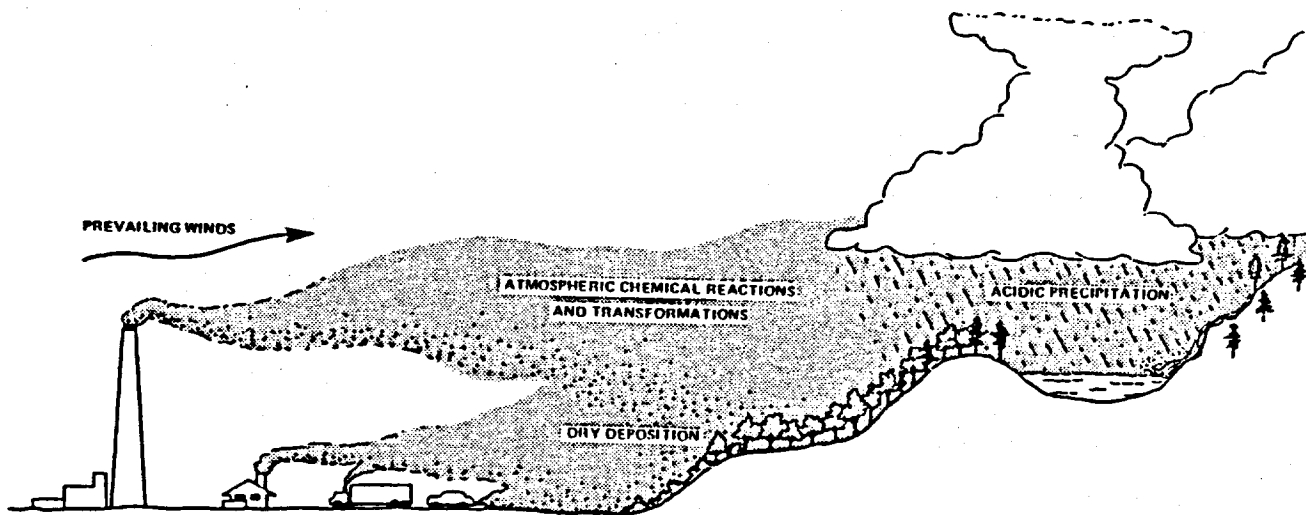 PREVAILING WINDS
ATMOSPHERIC CHEMICAL REACTIONS
AND TRANSFORMATIONS
ACIDIC PRECIPITATION
DRY DEPOSITION